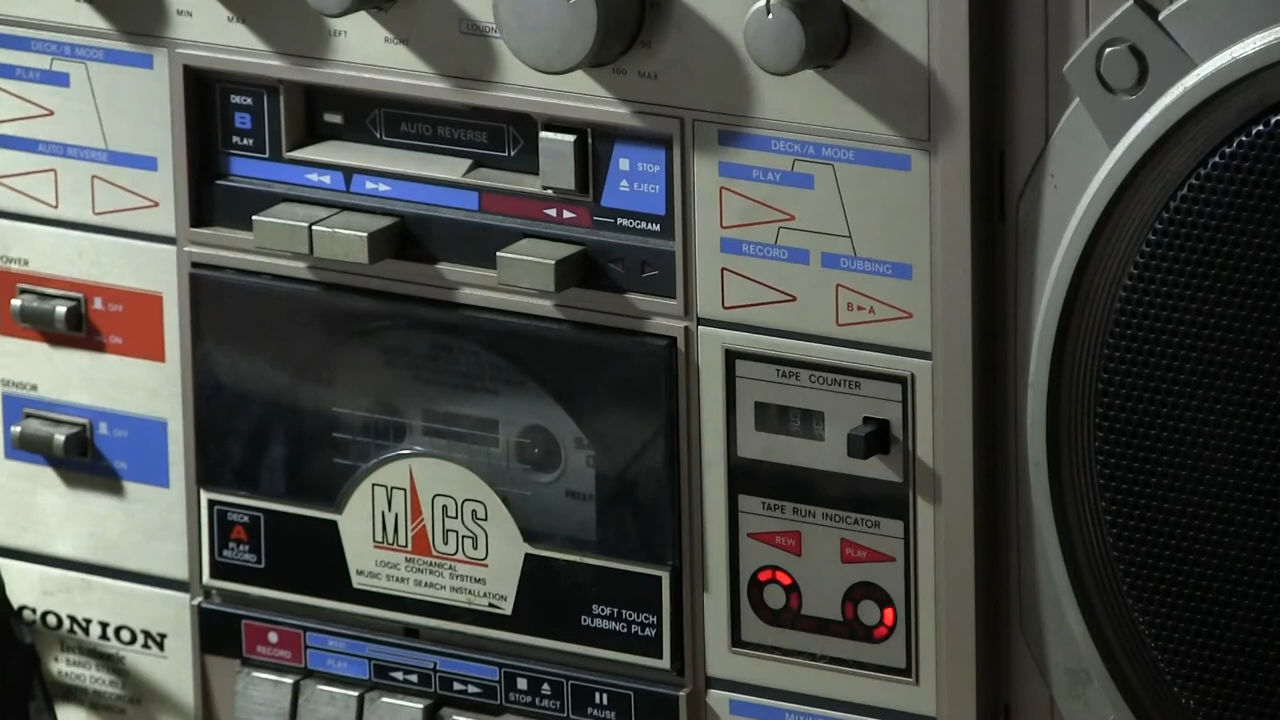 MIN
MAX
LEFT
RIGHT
LOUDN
90
100 MAX
DECK/B MODE
PLAY
AUTO REVERSE
DECK
B
PLAY
AUTO REVERSE
STOP
EJECT
PROGRAM
DECK/A MODE
PLAY
RECORD
DUBBING
B►A
POWER
OFF
ON
SENSOR
OFF
ON
TAPE COUNTER
90
TAPE RUN INDICATOR
REW
PLAY
DECK
A
PLAY
RECORD
MACS
MECHANICAL
LOGIC CONTROL SYSTEMS
MUSIC START SEARCH INSTALLATION
SOFT TOUCH
DUBBING PLAY
CONION
RECORD
PLAY
STOP EJECT
PAUSE